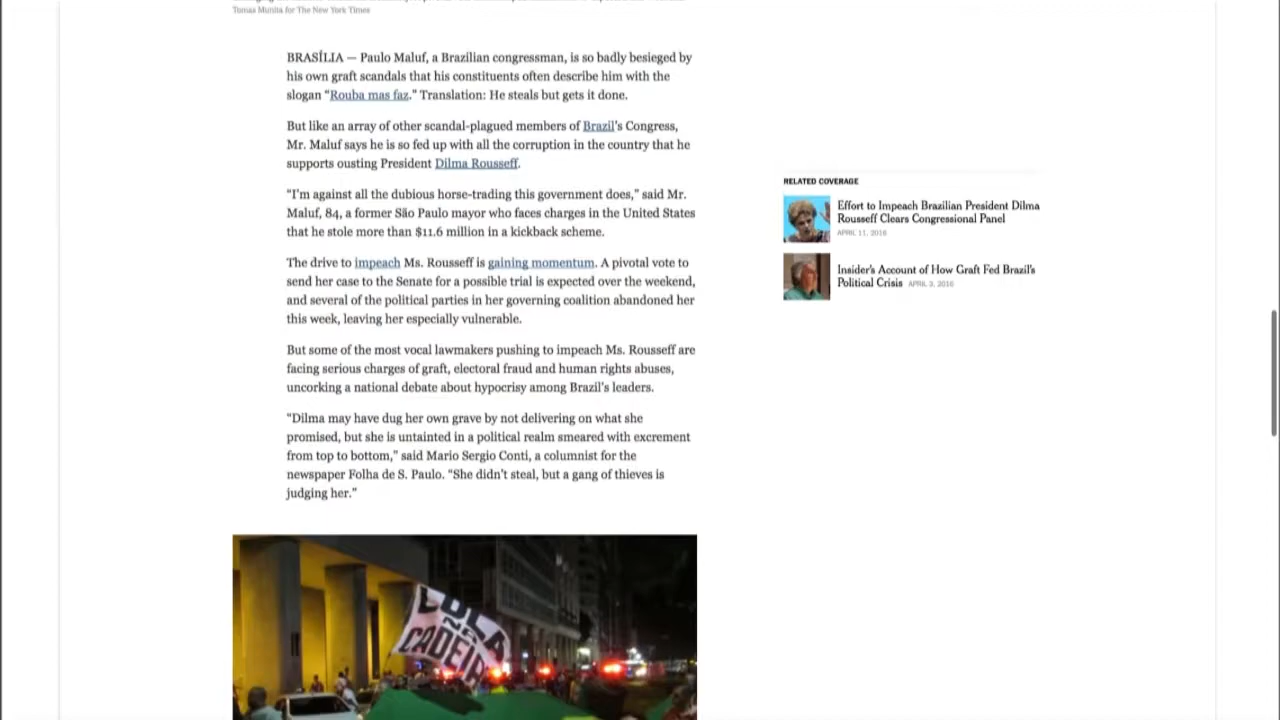 Tomas Munita for The New York Times
BRASÍLIA — Paulo Maluf, a Brazilian congressman, is so badly besieged by
his own graft scandals that his constituents often describe him with the
slogan “Rouba mas faz.” Translation: He steals but gets it done.
But like an array of other scandal-plagued members of Brazil’s Congress,
Mr. Maluf says he is so fed up with all the corruption in the country that he
supports ousting President Dilma Rousseff.
“I’m against all the dubious horse-trading this government does,” said Mr.
Maluf, 84, a former São Paulo mayor who faces charges in the United States
that he stole more than $11.6 million in a kickback scheme.
The drive to impeach Ms. Rousseff is gaining momentum. A pivotal vote to
send her case to the Senate for a possible trial is expected over the weekend,
and several of the political parties in her governing coalition abandoned her
this week, leaving her especially vulnerable.
But some of the most vocal lawmakers pushing to impeach Ms. Rousseff are
facing serious charges of graft, electoral fraud and human rights abuses,
uncorking a national debate about hypocrisy among Brazil’s leaders.
“Dilma may have dug her own grave by not delivering on what she
promised, but she is untainted in a political realm smeared with excrement
from top to bottom,” said Mario Sergio Conti, a columnist for the
newspaper Folha de S. Paulo. “She didn’t steal, but a gang of thieves is
judging her.”
RELATED COVERAGE
Effort to Impeach Brazilian President Dilma
Rousseff Clears Congressional Panel
APRIL 11, 2016
Insider’s Account of How Graft Fed Brazil’s
Political Crisis APRIL 3, 2016
LULA
NA
CADEIA